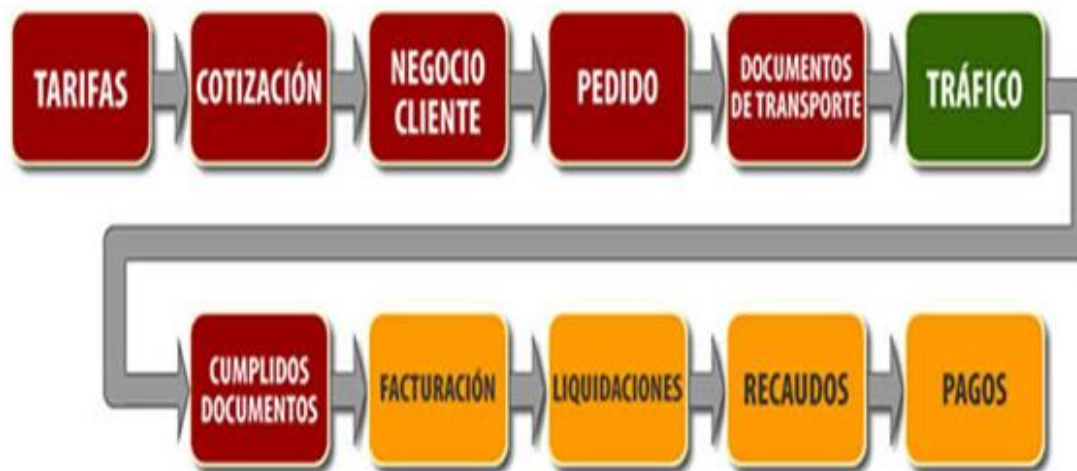 TARIFAS
COTIZACIÓN
NEGOCIO
CLIENTE
PEDIDO
DOCUMENTOS
DE TRANSPORTE
TRÁFICO
CUMPLIDOS
DOCUMENTOS
FACTURACIÓN
LIQUIDACIONES
RECAUDOS
PAGOS